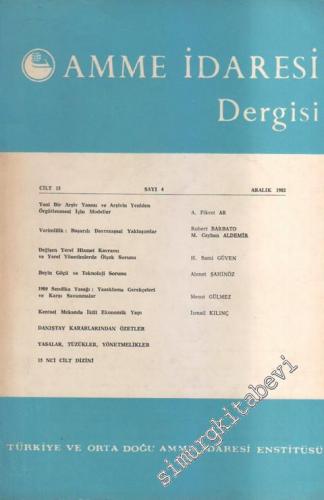 AMME İDARESİ
Dergisi
CİLT 15 SAYI 4 ARALIK 1982
Yeni Bir Arşiv Yasası ve Arşivin Yeniden
Örgütlenmesi İçin Modeller A. Fikret AR
Verimlilik : Başarılı Davranışsal Yaklaşımlar Robert BARBATO
M. Ceyhan ALDEMİR
Değişen Yerel Hizmet Kavramı
ve Yerel Yönetimlerde Ölçek Sorunu H. Sami GÜVEN
Beyin Göçü ve Teknoloji Sorunu Ahmet ŞAHİNÖZ
1909 Sendika Yasağı : Yasaklama Gerekçeleri
ve Karşı Savunmalar Mesut GÜLMEZ
Kentsel Mekanda İkili Ekonomik Yapı İsmail KILINÇ
DANIŞTAY KARARLARINDAN ÖZETLER
YASALAR, TÜZÜKLER, YÖNETMELİKLER
15 NCİ CİLT DİZİNİ
TÜRKİYE VE ORTA DOĞU AMME İDARESİ ENSTİTÜSÜ
simurgkitabevi.com